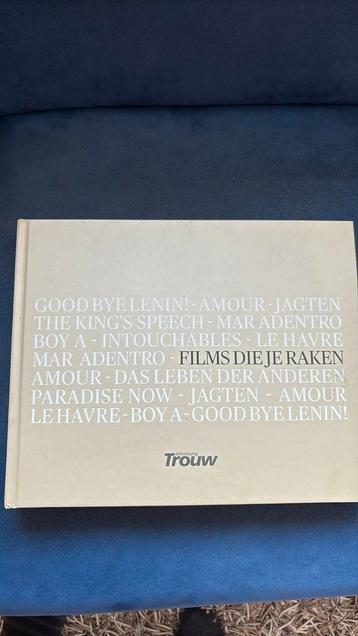 GOOD BYE LENIN! - AMOUR - JAGTEN
THE KING'S SPEECH - MAR ADENTRO
BOY A - INTOUCHABLES - LE HAVRE
MAR ADENTRO - FILMS DIE JE RAKEN
AMOUR - DAS LEBEN DER ANDEREN
PARADISE NOW - JAGTEN - AMOUR
LE HAVRE - BOY A - GOOD BYE LENIN!
Trouw